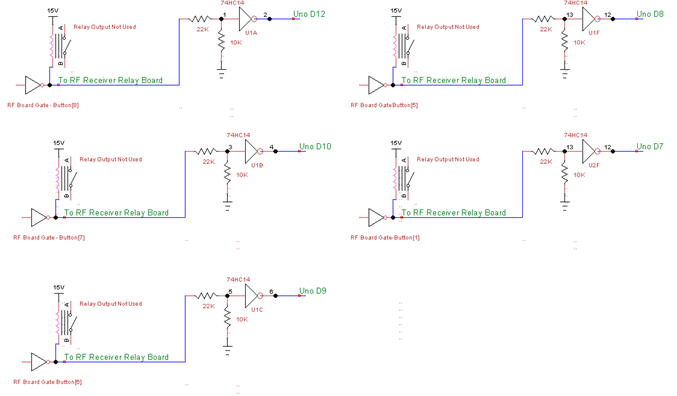 74HC14
15V
Relay Output Not Used
A
B
1
2
Uno D12
U1A
22K
10K
To RF Receiver Relay Board
RF Board Gate - Button[8]
74HC14
15V
Relay Output Not Used
A
B
13
12
Uno D8
U1F
22K
10K
To RF Receiver Relay Board
RF Board GateButton[5]
74HC14
15V
Relay Output Not Used
A
B
3
4
Uno D10
U1B
22K
10K
To RF Receiver Relay Board
RF Board Gate - Button[7]
74HC14
15V
Relay Output Not Used
A
B
13
12
Uno D7
U2F
22K
10K
To RF Receiver Relay Board
RF Board Gate-Button[1]
74HC14
15V
Relay Output Not Used
A
B
5
6
Uno D9
U1C
22K
10K
To RF Receiver Relay Board
RF Board Gate Button[6]